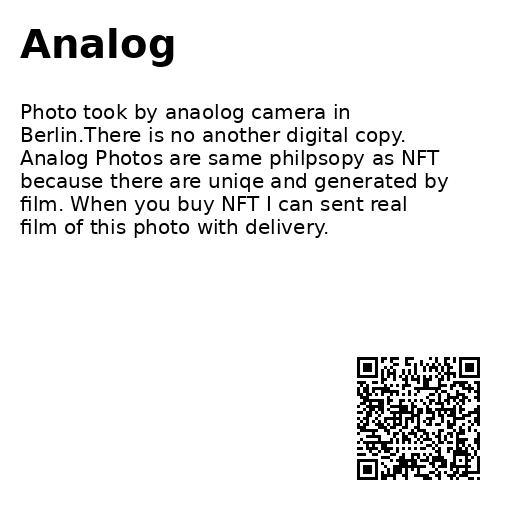 Analog
Photo took by anaolog camera in
Berlin.There is no another digital copy.
Analog Photos are same philpsopy as NFT
because there are uniqe and generated by
film. When you buy NFT I can sent real
film of this photo with delivery.